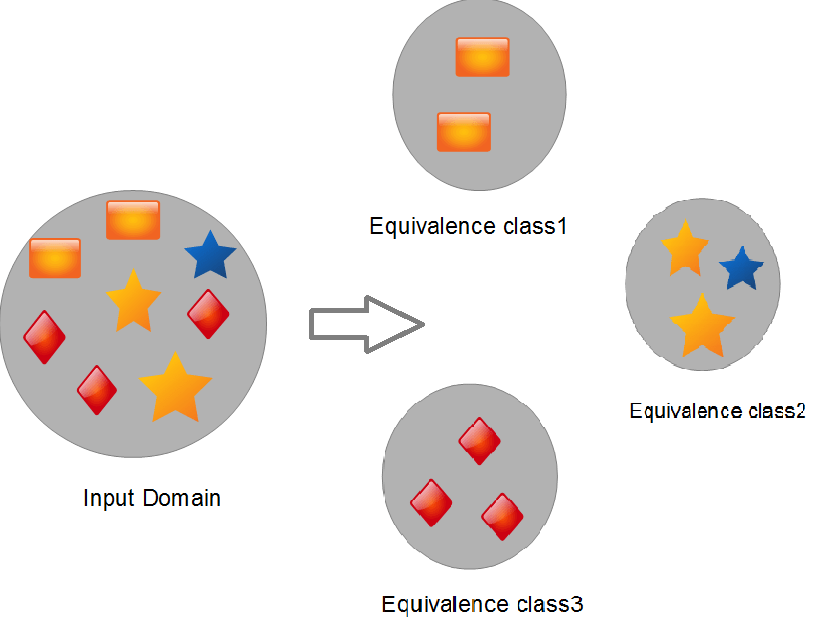 Equivalence class1
Equivalence class2
Input Domain
Equivalence class3